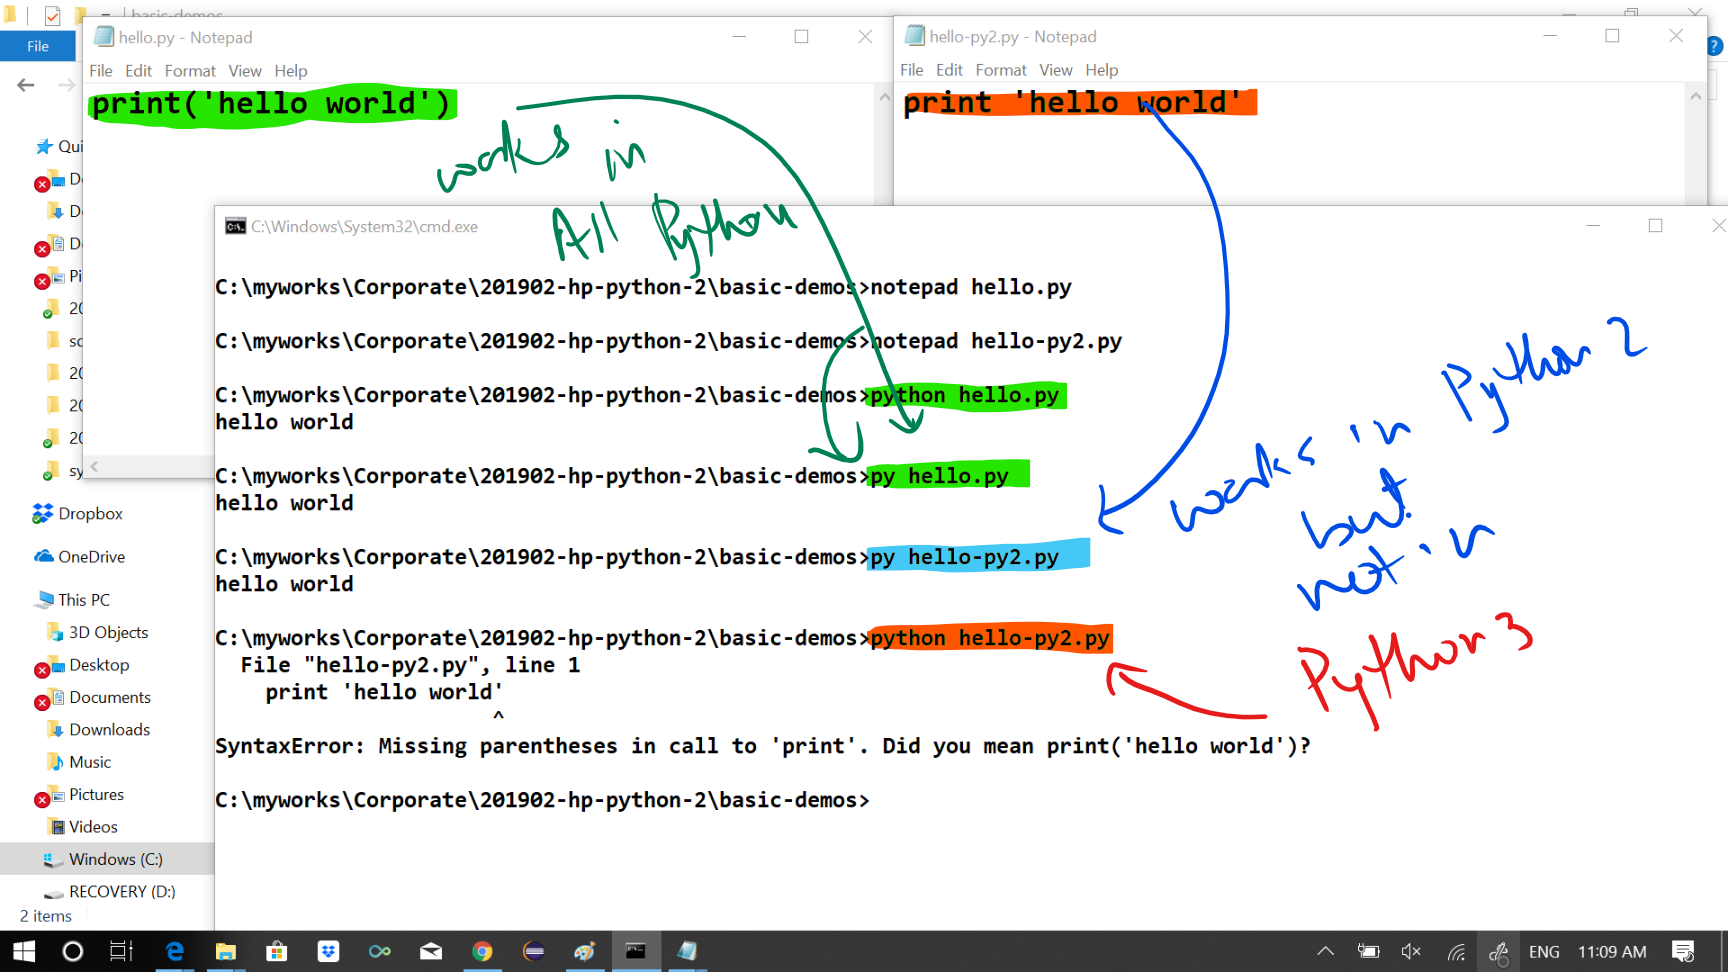 basic-demos
File
hello.py - Notepad
File Edit Format View Help
print('hello world')
hello-py2.py - Notepad
File Edit Format View Help
print 'hello world'
works in
All Python
C:\Windows\System32\cmd.exe
C:\myworks\Corporate\201902-hp-python-2\basic-demos>notepad hello.py
C:\myworks\Corporate\201902-hp-python-2\basic-demos>notepad hello-py2.py
C:\myworks\Corporate\201902-hp-python-2\basic-demos>python hello.py
hello world
C:\myworks\Corporate\201902-hp-python-2\basic-demos>py hello.py
hello world
C:\myworks\Corporate\201902-hp-python-2\basic-demos>py hello-py2.py
hello world
C:\myworks\Corporate\201902-hp-python-2\basic-demos>python hello-py2.py
File "hello-py2.py", line 1
print 'hello world'
^
SyntaxError: Missing parentheses in call to 'print'. Did you mean print('hello world')?
C:\myworks\Corporate\201902-hp-python-2\basic-demos>
works in Python 2
but
not in
Python 3
Qui
D
De
D
Pi
20
sc
20
20
20
sy
Dropbox
OneDrive
This PC
3D Objects
Desktop
Documents
Downloads
Music
Pictures
Videos
Windows (C:)
RECOVERY (D:)
2 items
ENG
11:09 AM